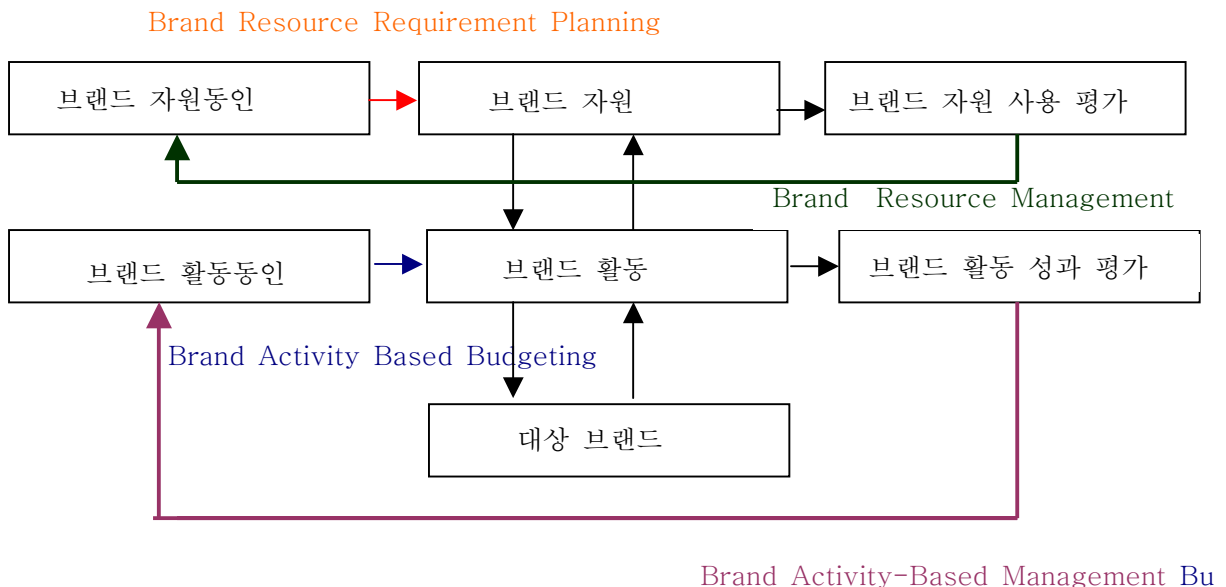 Brand Resource Requirement Planning
브랜드 자원동인
브랜드 자원
브랜드 자원 사용 평가
Brand Resource Management
브랜드 활동동인
브랜드 활동
브랜드 활동 성과 평가
Brand Activity Based Budgeting
대상 브랜드
Brand Activity-Based Management Bu